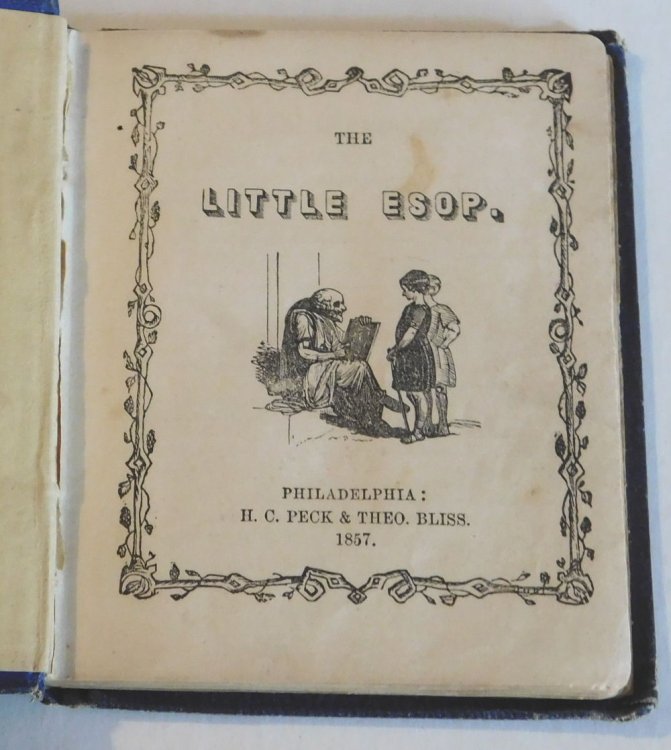 THE
LITTLE ESOP.
PHILADELPHIA:
H. C. PECK & THEO. BLISS.
1857.